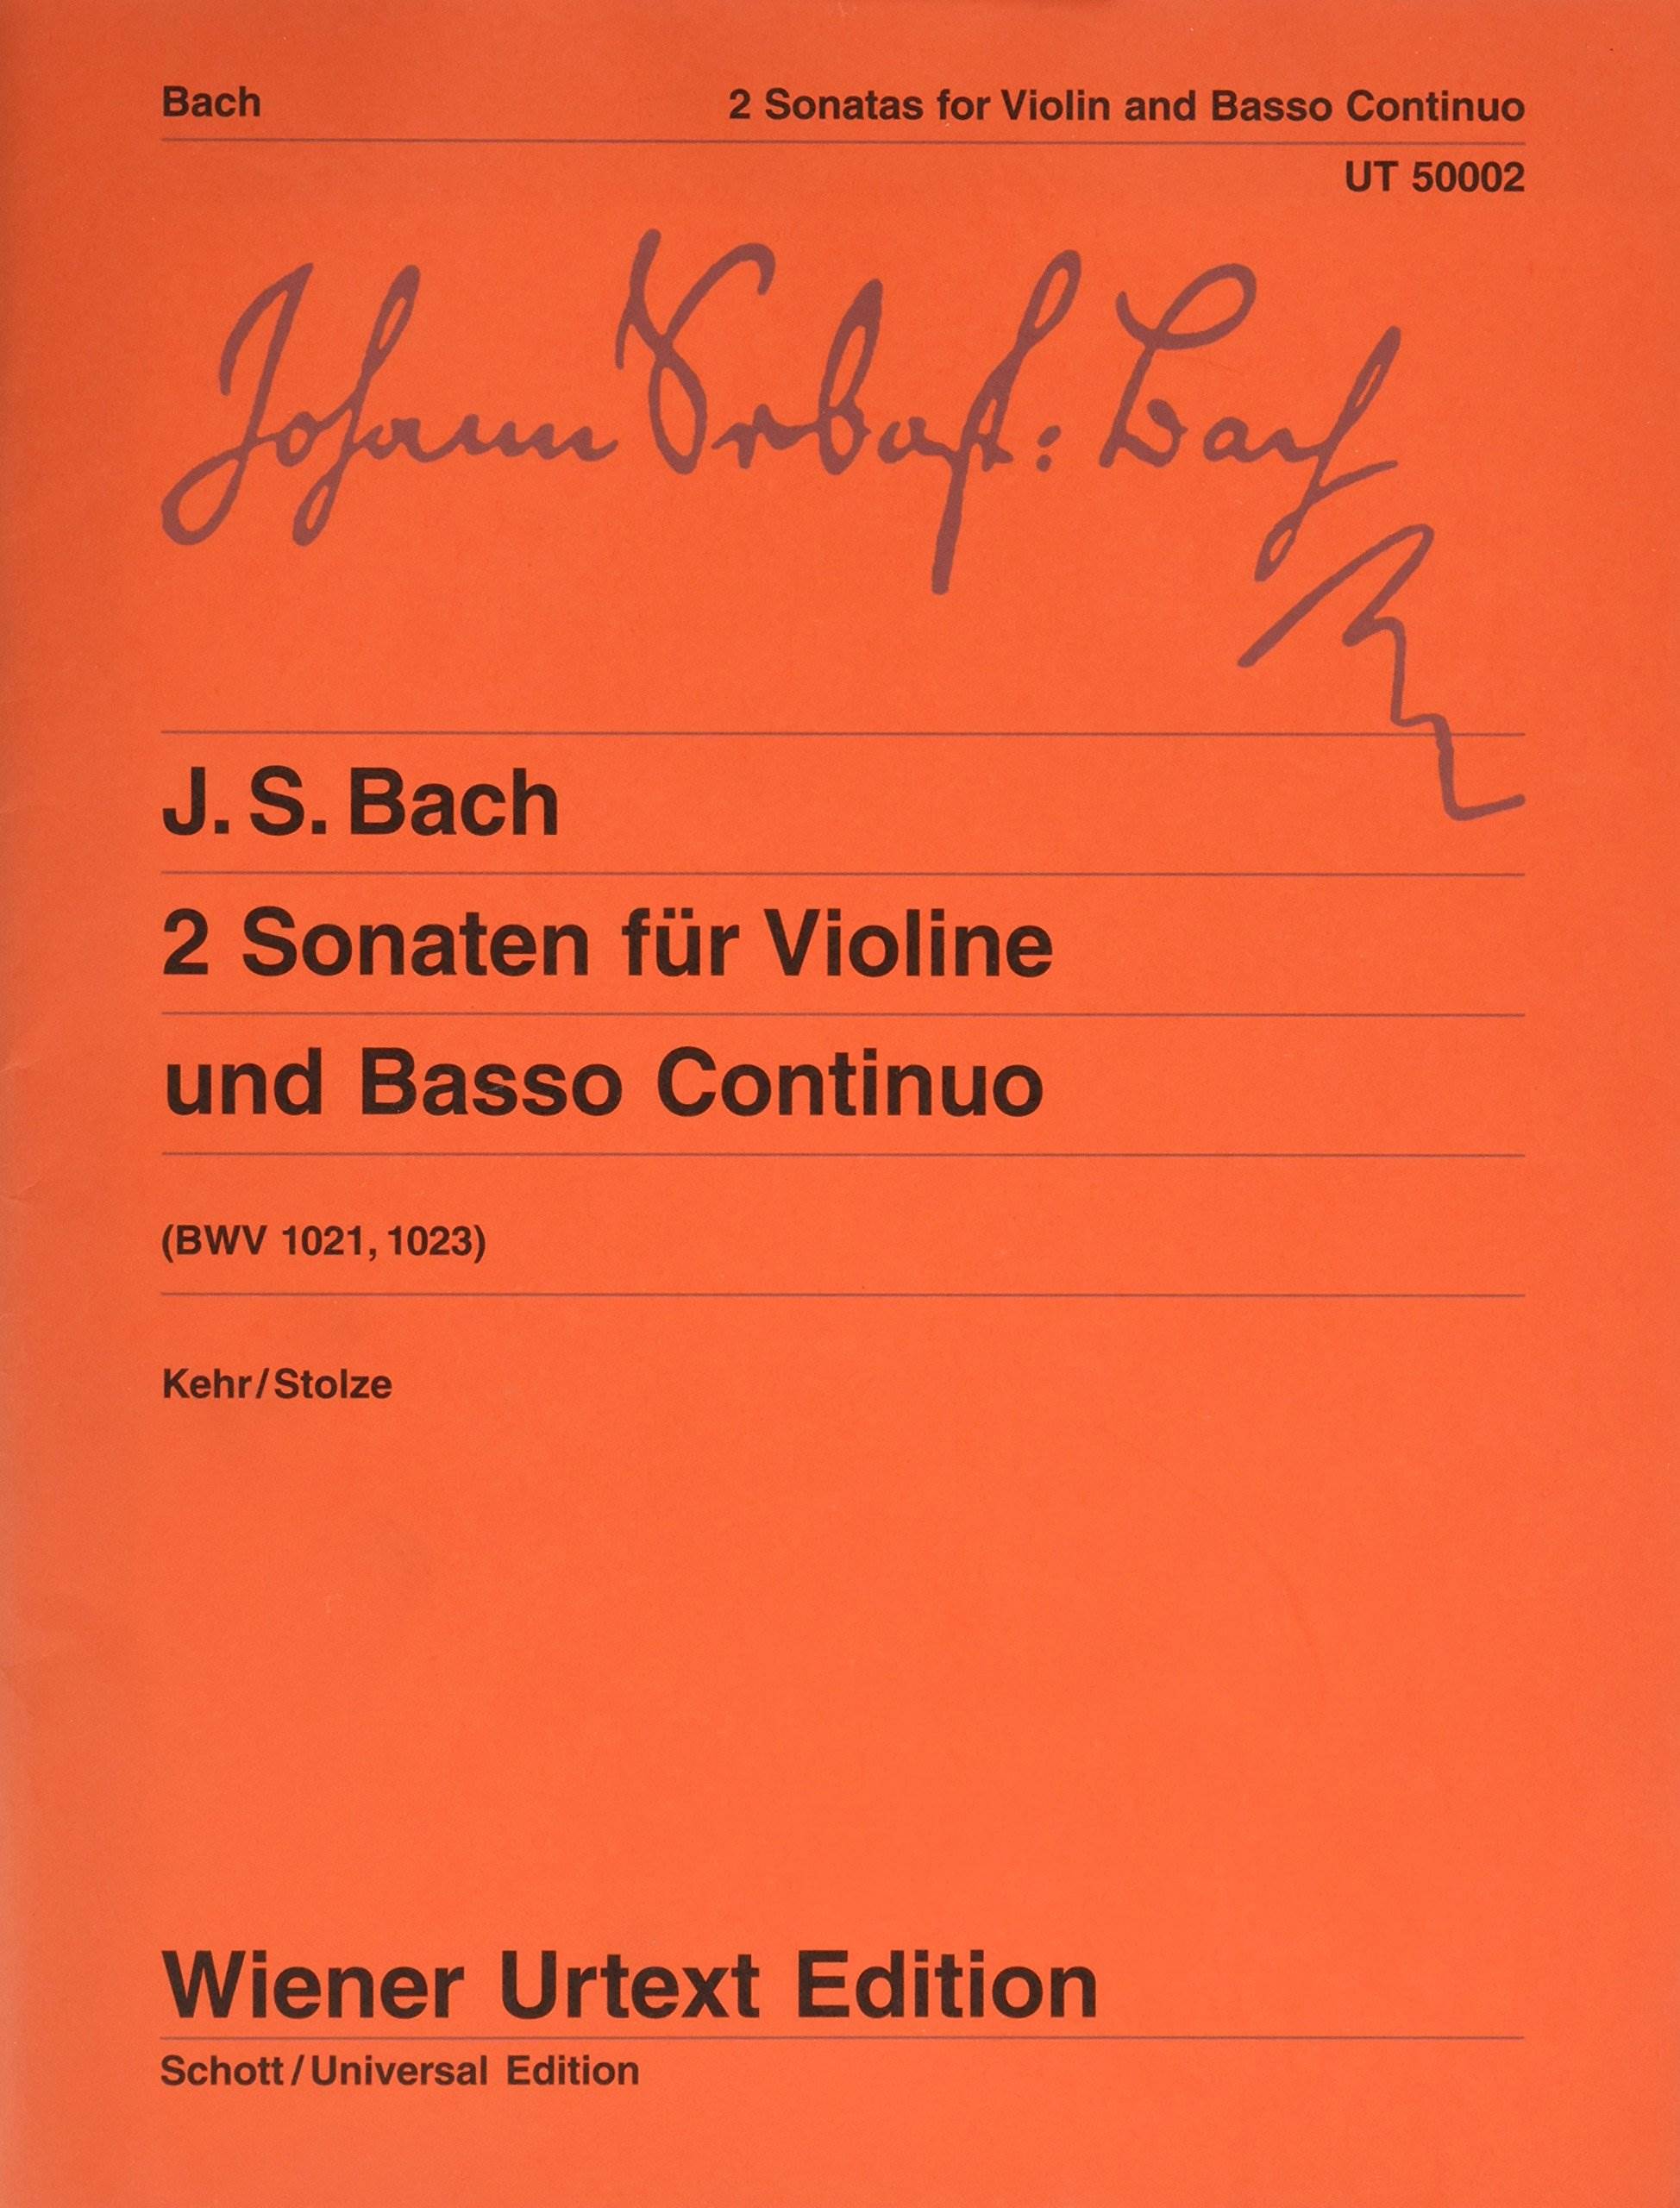 Bach
2 Sonatas for Violin and Basso Continuo
UT 50002
Johann Sebast: Bach
J. S. Bach
2 Sonaten für Violine
und Basso Continuo
(BWV 1021, 1023)
Kehr/Stolze
Wiener Urtext Edition
Schott/Universal Edition